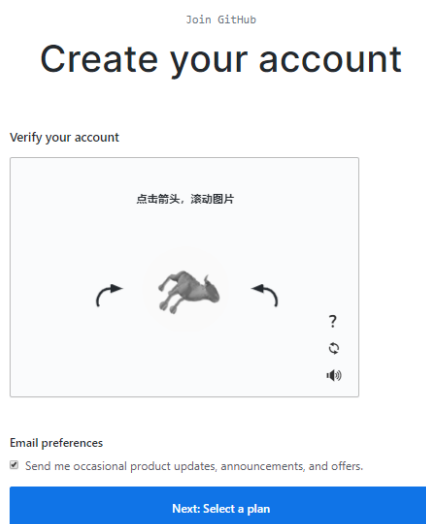 Join GitHub
Create your account
Verify your account
点击箭头，滚动图片
?
Email preferences
Send me occasional product updates, announcements, and offers.
Next: Select a plan